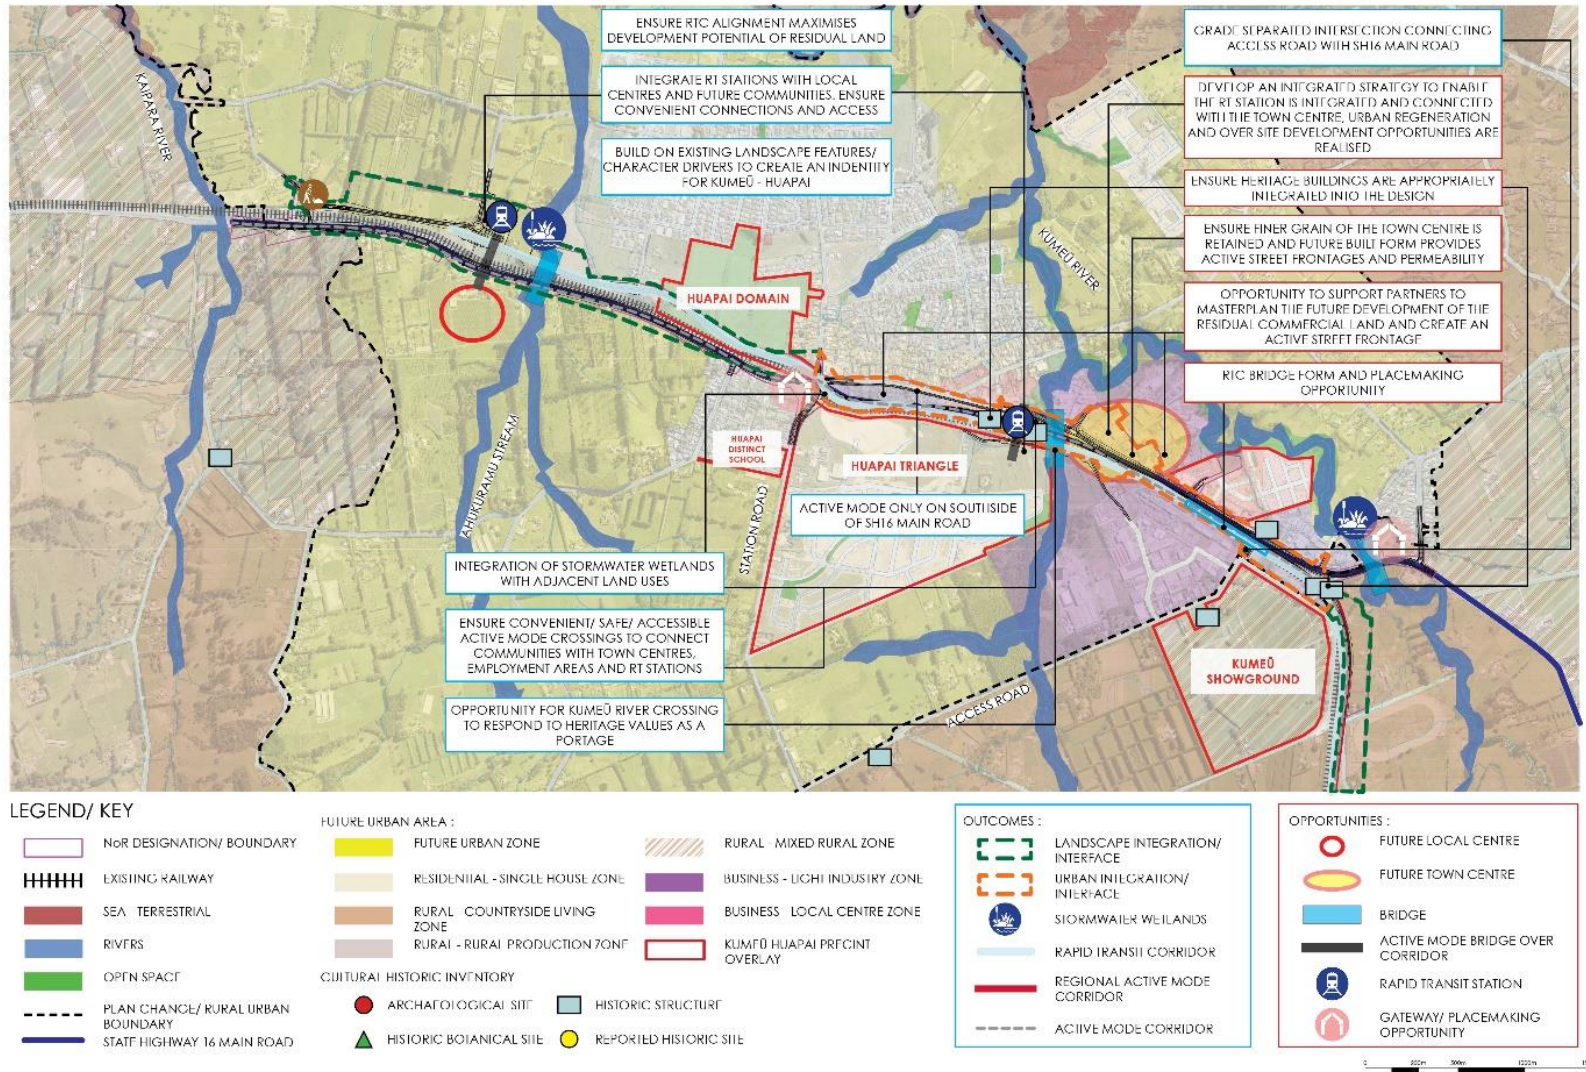 ENSURE RTC ALIGNMENT MAXIMISES
DEVELOPMENT POTENTIAL OF RESIDUAL LAND
INTEGRATE RT STATIONS WITH LOCAL
CENTRES AND FUTURE COMMUNITIES. ENSURE
CONVENIENT CONNECTIONS AND ACCESS
BUILD ON EXISTING LANDSCAPE FEATURES/
CHARACTER DRIVERS TO CREATE AN INDENTITY
FOR KUMEŪ - HUAPAI
GRADE SEPARATED INTERSECTION CONNECTING
ACCESS ROAD WITH SH16 MAIN ROAD
DEVELOP AN INTEGRATED STRATEGY TO ENABLE
THE RT STATION IS INTEGRATED AND CONNECTED
WITH THE TOWN CENTRE, URBAN REGENERATION
AND OVER SITE DEVELOPMENT OPPORTUNITIES ARE
REALISED
ENSURE HERITAGE BUILDINGS ARE APPROPRIATELY
INTEGRATED INTO THE DESIGN
ENSURE FINER GRAIN OF THE TOWN CENTRE IS
RETAINED AND FUTURE BUILT FORM PROVIDES
ACTIVE STREET FRONTAGES AND PERMEABILITY
OPPORTUNITY TO SUPPORT PARTNERS TO
MASTERPLAN THE FUTURE DEVELOPMENT OF THE
RESIDUAL COMMERCIAL LAND AND CREATE AN
ACTIVE STREET FRONTAGE
RTC BRIDGE FORM AND PLACEMAKING
OPPORTUNITY
KAIPARA RIVER
KUMEŪ RIVER
HUAPAI DOMAIN
HUAPAI
DISTINCT
SCHOOL
HUAPAI TRIANGLE
AHUKURAMU STREAM
STATION ROAD
ACTIVE MODE ONLY ON SOUTHSIDE
OF SH16 MAIN ROAD
INTEGRATION OF STORMWATER WETLANDS
WITH ADJACENT LAND USES
ENSURE CONVENIENT/ SAFE/ ACCESSIBLE
ACTIVE MODE CROSSINGS TO CONNECT
COMMUNITIES WITH TOWN CENTRES,
EMPLOYMENT AREAS AND RT STATIONS
OPPORTUNITY FOR KUMEŪ RIVER CROSSING
TO RESPOND TO HERITAGE VALUES AS A
PORTAGE
ACCESS ROAD
KUMEŪ
SHOWGROUND
LEGEND/ KEY
NoR DESIGNATION/ BOUNDARY
EXISTING RAILWAY
SEA - TERRESTRIAL
RIVERS
OPEN SPACE
PLAN CHANGE/ RURAL URBAN
BOUNDARY
STATE HIGHWAY 16 MAIN ROAD
FUTURE URBAN AREA :
FUTURE URBAN ZONE
RESIDENTIAL - SINGLE HOUSE ZONE
RURAL - COUNTRYSIDE LIVING
ZONE
RURAL - RURAL PRODUCTION ZONE
RURAL - MIXED RURAL ZONE
BUSINESS - LIGHT INDUSTRY ZONE
BUSINESS - LOCAL CENTRE ZONE
KUMEŪ HUAPAI PRECINT
OVERLAY
CULTURAL HISTORIC INVENTORY
ARCHAEOLOGICAL SITE
HISTORIC STRUCTURE
HISTORIC BOTANICAL SITE
REPORTED HISTORIC SITE
OUTCOMES :
LANDSCAPE INTEGRATION/
INTERFACE
URBAN INTEGRATION/
INTERFACE
STORMWATER WETLANDS
RAPID TRANSIT CORRIDOR
REGIONAL ACTIVE MODE
CORRIDOR
ACTIVE MODE CORRIDOR
OPPORTUNITIES :
FUTURE LOCAL CENTRE
FUTURE TOWN CENTRE
BRIDGE
ACTIVE MODE BRIDGE OVER
CORRIDOR
RAPID TRANSIT STATION
GATEWAY/ PLACEMAKING
OPPORTUNITY
0 500m 1000m